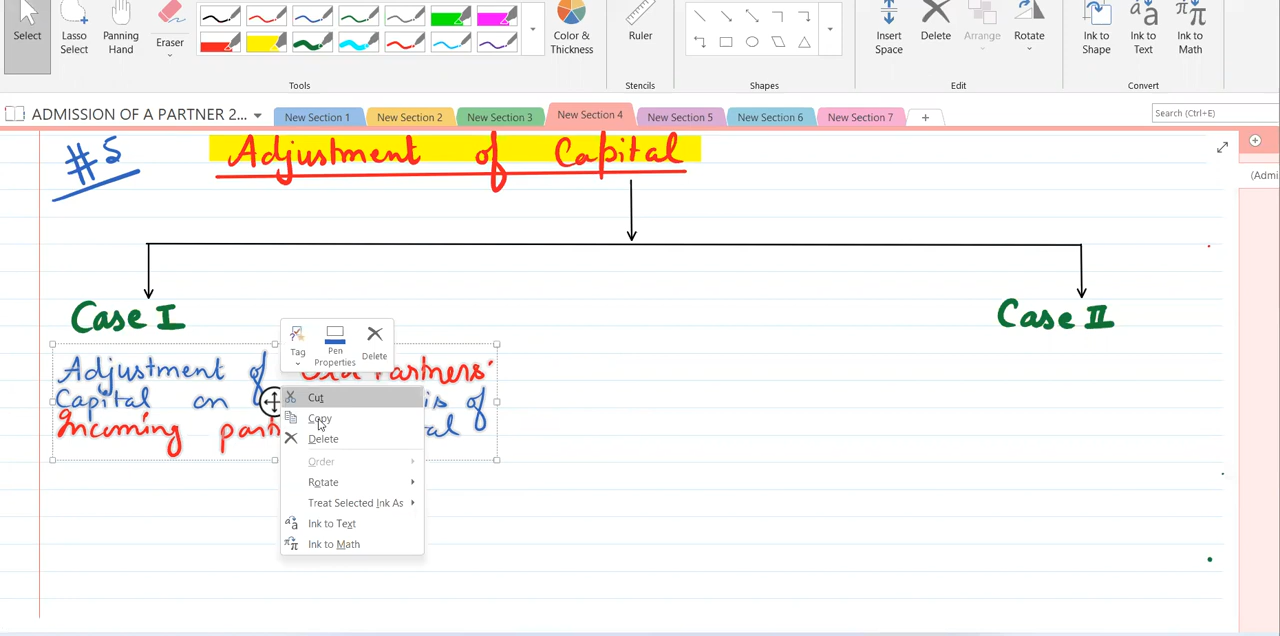 Select
Lasso Select
Panning Hand
Eraser
Color & Thickness
Ruler
Insert Space
Delete
Arrange
Rotate
Ink to Shape
Ink to Text
Ink to Math
Tools
Stencils
Shapes
Edit
Convert
ADMISSION OF A PARTNER 2...
New Section 1
New Section 2
New Section 3
New Section 4
New Section 5
New Section 6
New Section 7
+
Search (Ctrl+E)
#5
Adjustment of Capital
(Admi
Case I
Case II
Tag
Pen Properties
Delete
Adjustment of Partners'
Capital on is of
Incoming
Cut
Copy
Delete
Order
Rotate
Treat Selected Ink As
Ink to Text
Ink to Math